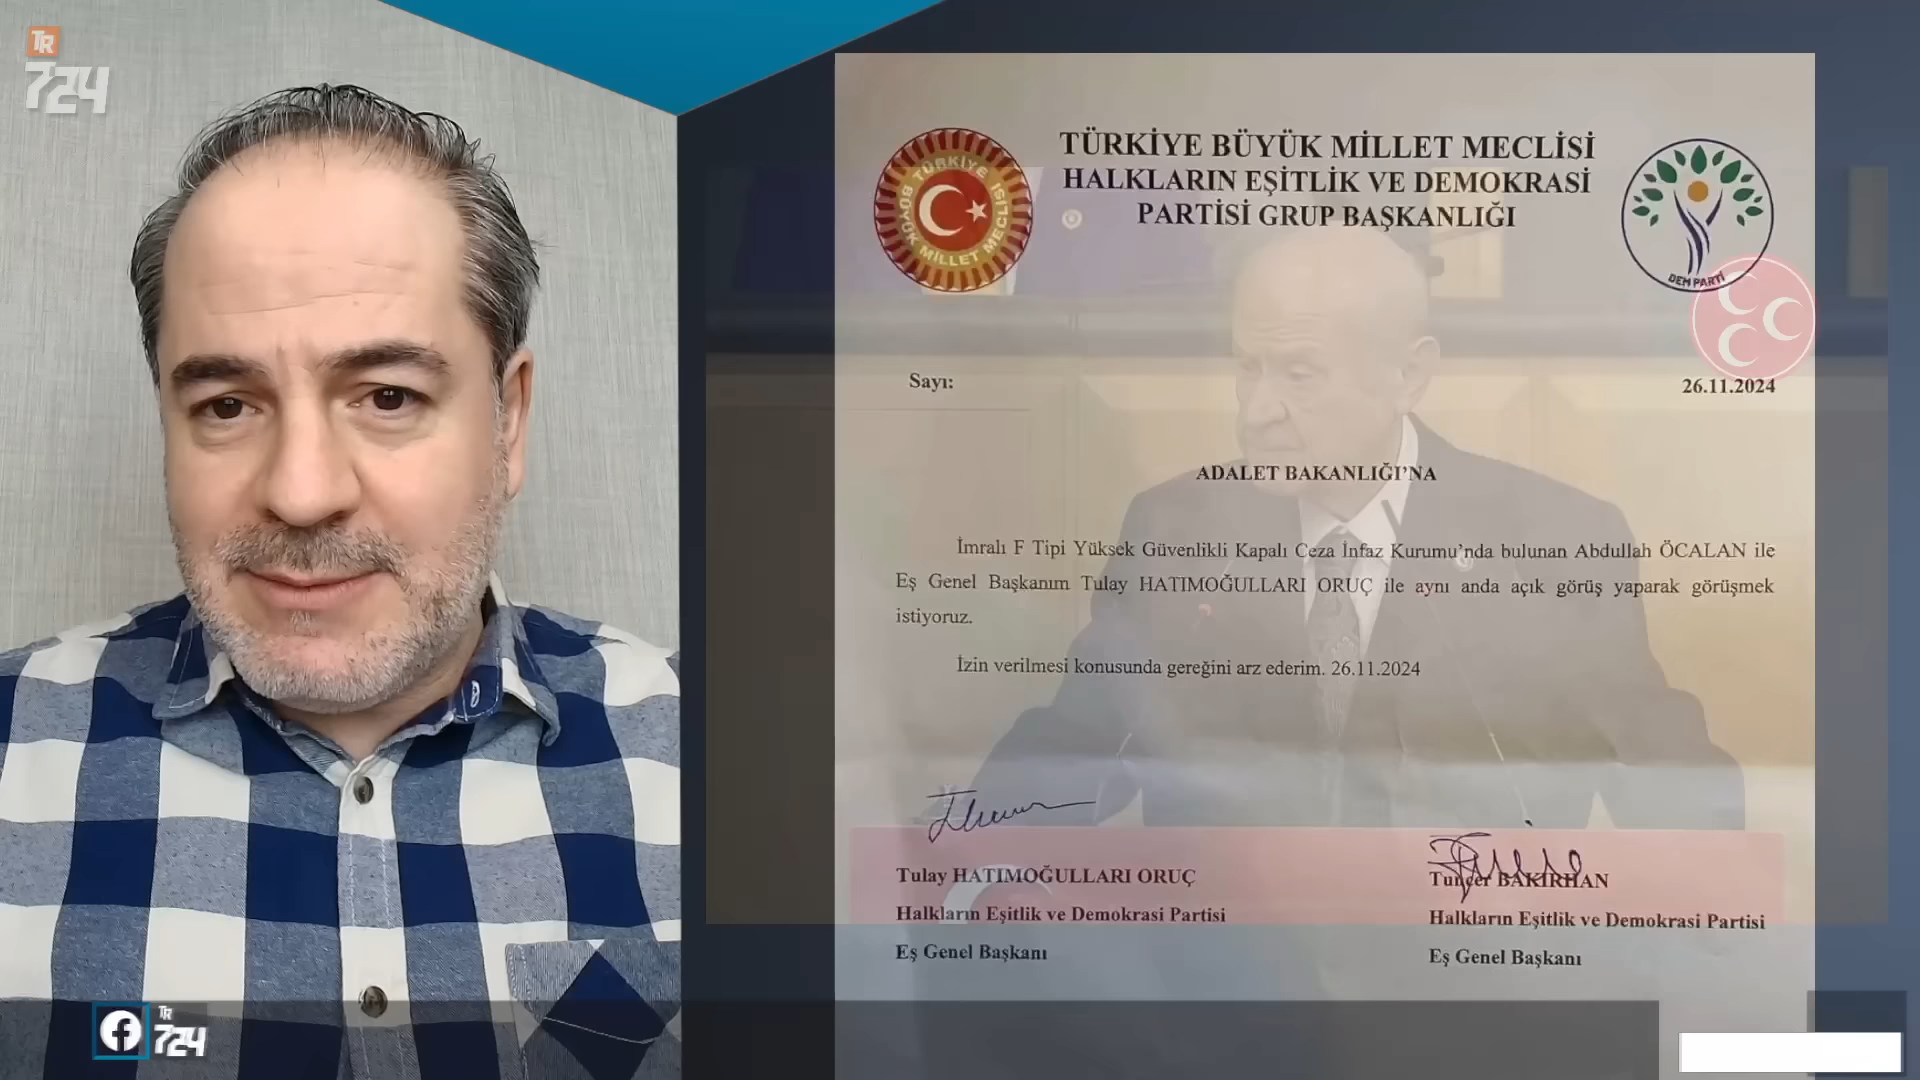 TR
724
TÜRKİYE BÜYÜK MİLLET MECLİSİ
HALKLARIN EŞİTLİK VE DEMOKRASİ
PARTİSİ GRUP BAŞKANLIĞI
TÜRKİYE BÜYÜK MİLLET MECLİSİ
DEM PARTİ
Sayı:
26.11.2024
ADALET BAKANLIĞI’NA
İmralı F Tipi Yüksek Güvenlikli Kapalı Ceza İnfaz Kurumu’nda bulunan Abdullah ÖCALAN ile
Eş Genel Başkanım Tulay HATIMOĞULLARI ORUÇ ile aynı anda açık görüş yaparak görüşmek
istiyoruz.
İzin verilmesi konusunda gereğini arz ederim. 26.11.2024
Tulay HATIMOĞULLARI ORUÇ
Halkların Eşitlik ve Demokrasi Partisi
Eş Genel Başkanı
Tunçer BAKIRHAN
Halkların Eşitlik ve Demokrasi Partisi
Eş Genel Başkanı
TR
724